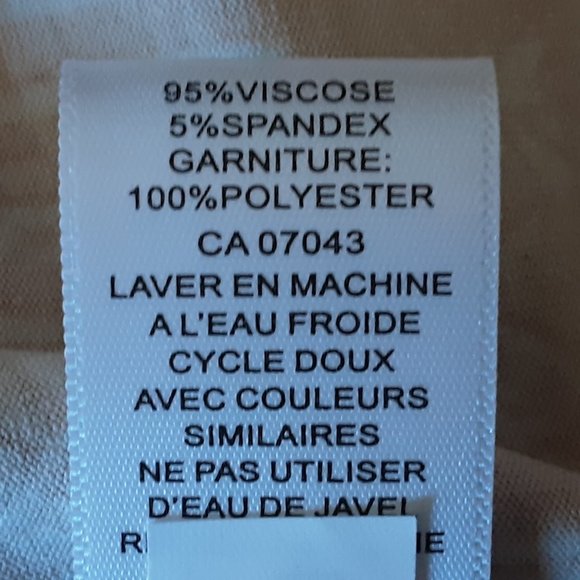 95%VISCOSE
5%SPANDEX
GARNITURE:
100%POLYESTER
CA 07043
LAVER EN MACHINE
A L'EAU FROIDE
CYCLE DOUX
AVEC COULEURS
SIMILAIRES
NE PAS UTILISER
D'EAU DE JAVEL